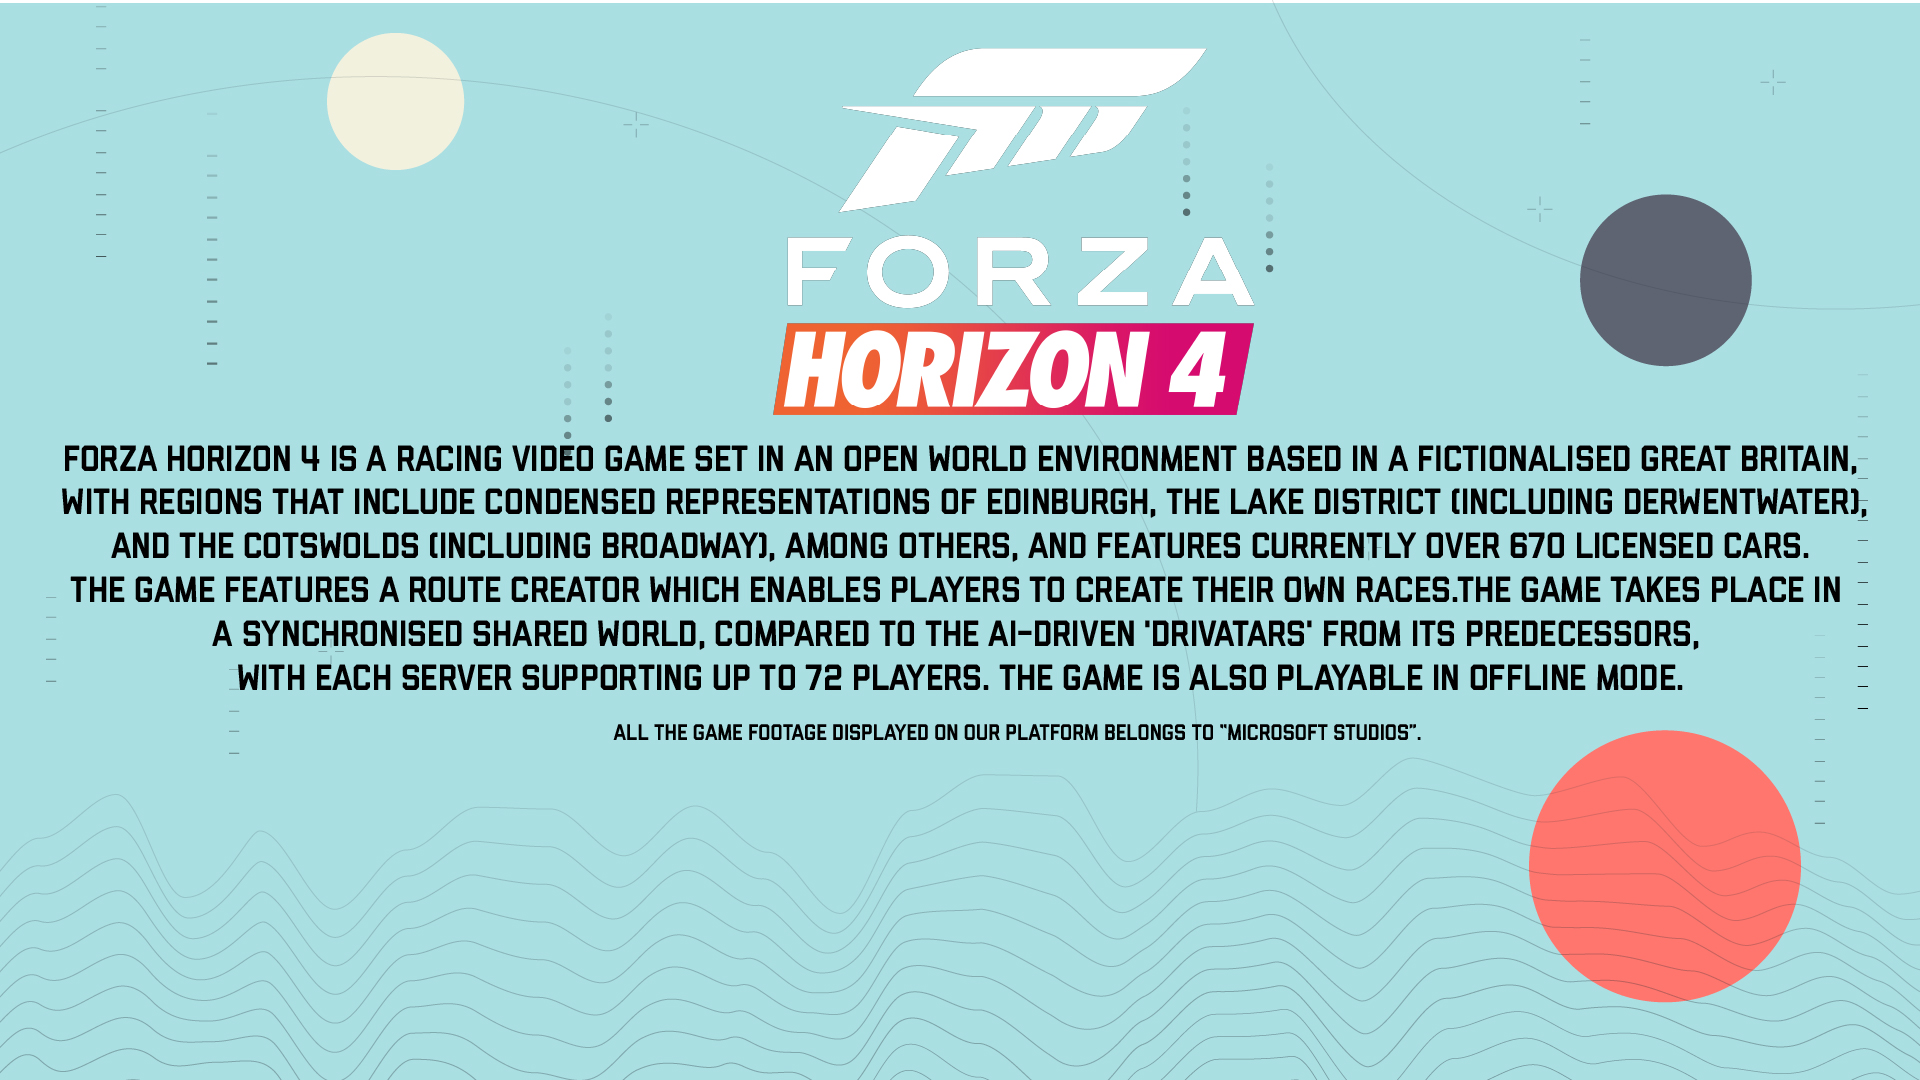 FORZA
HORIZON 4
FORZA HORIZON 4 IS A RACING VIDEO GAME SET IN AN OPEN WORLD ENVIRONMENT BASED IN A FICTIONALISED GREAT BRITAIN,
WITH REGIONS THAT INCLUDE CONDENSED REPRESENTATIONS OF EDINBURGH, THE LAKE DISTRICT (INCLUDING DERWENTWATER),
AND THE COTSWOLDS (INCLUDING BROADWAY), AMONG OTHERS, AND FEATURES CURRENTLY OVER 670 LICENSED CARS.
THE GAME FEATURES A ROUTE CREATOR WHICH ENABLES PLAYERS TO CREATE THEIR OWN RACES.THE GAME TAKES PLACE IN
A SYNCHRONISED SHARED WORLD, COMPARED TO THE AI-DRIVEN 'DRIVATARS' FROM ITS PREDECESSORS,
WITH EACH SERVER SUPPORTING UP TO 72 PLAYERS. THE GAME IS ALSO PLAYABLE IN OFFLINE MODE.
ALL THE GAME FOOTAGE DISPLAYED ON OUR PLATFORM BELONGS TO “MICROSOFT STUDIOS”.